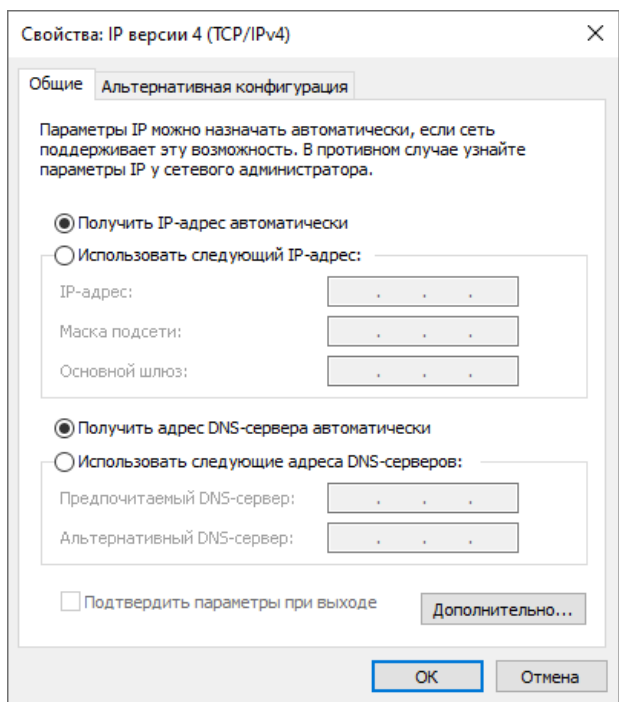 Свойства: IP версии 4 (TCP/IPv4)
Общие
Альтернативная конфигурация
Параметры IP можно назначать автоматически, если сеть
поддерживает эту возможность. В противном случае узнайте
параметры IP у сетевого администратора.
Получить IP-адрес автоматически
Использовать следующий IP-адрес:
IP-адрес:
Маска подсети:
Основной шлюз:
Получить адрес DNS-сервера автоматически
Использовать следующие адреса DNS-серверов:
Предпочитаемый DNS-сервер:
Альтернативный DNS-сервер:
Подтвердить параметры при выходе
Дополнительно...
ОК
Отмена